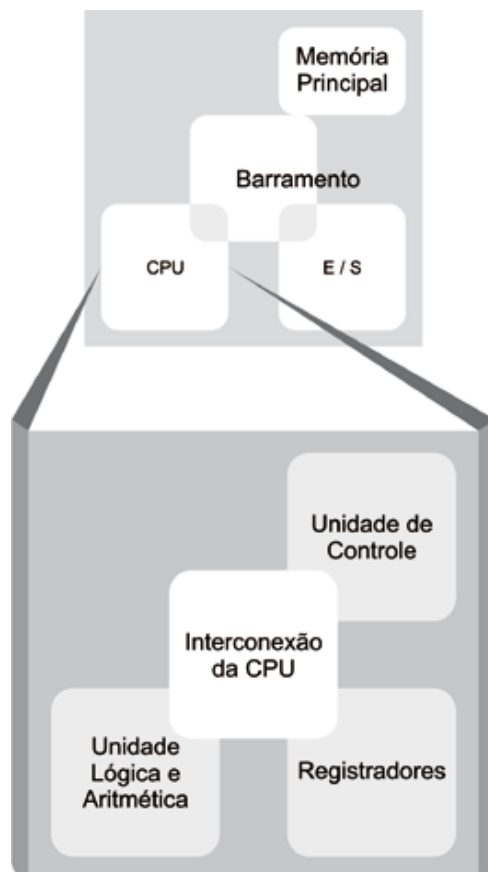 Memória
Principal
Barramento
CPU
E / S
Unidade de
Controle
Interconexão
da CPU
Unidade
Lógica e
Aritmética
Registradores